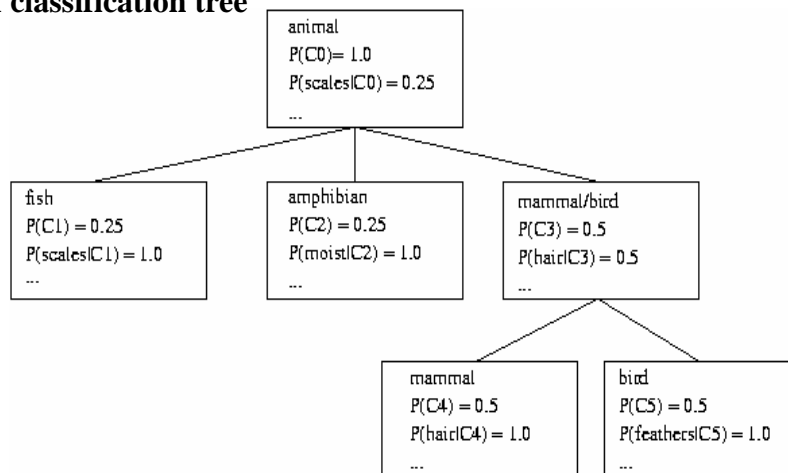 classification tree
animal
P(C0)= 1.0
P(scales|C0) = 0.25
...
fish
P(C1) = 0.25
P(scales|C1) = 1.0
...
amphibian
P(C2) = 0.25
P(moist|C2) = 1.0
...
mammal/bird
P(C3) = 0.5
P(hair|C3) = 0.5
...
mammal
P(C4) = 0.5
P(hair|C4) = 1.0
...
bird
P(C5) = 0.5
P(feathers|C5) = 1.0
...